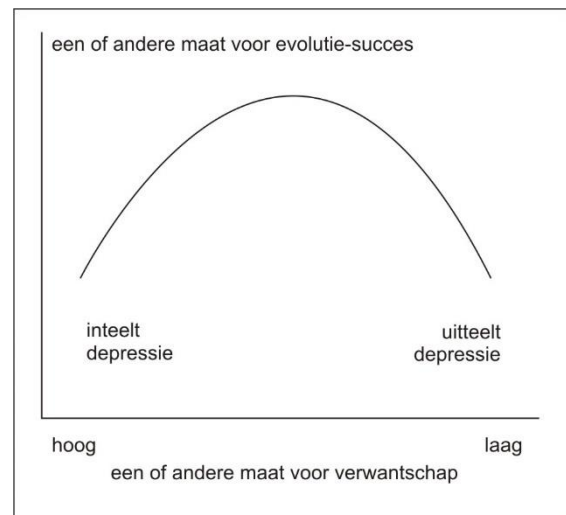 een of andere maat voor evolutie-succes
inteelt
depressie
uitteelt
depressie
hoog
laag
een of andere maat voor verwantschap